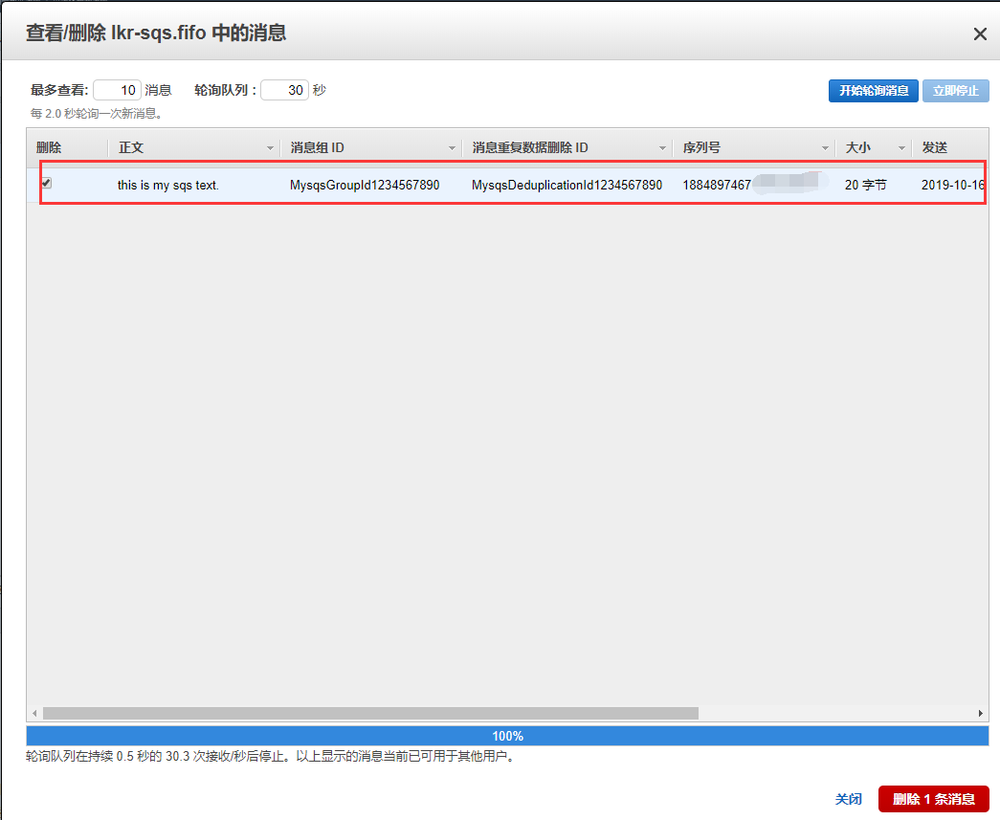 查看/删除 lkr-sqs.fifo 中的消息
最多查看: 10 消息 轮询队列： 30 秒 开始轮询消息 立即停止
每 2.0 秒轮询一次新消息。
删除 正文 消息组 ID 消息重复数据删除 ID 序列号 大小 发送
this is my sqs text. MysqsGroupId1234567890 MysqsDeduplicationId1234567890 1884897467 20 字节 2019-10-16
100%
轮询队列在持续 0.5 秒的 30.3 次接收/秒后停止。以上显示的消息当前已可用于其他用户。
关闭 删除 1 条消息